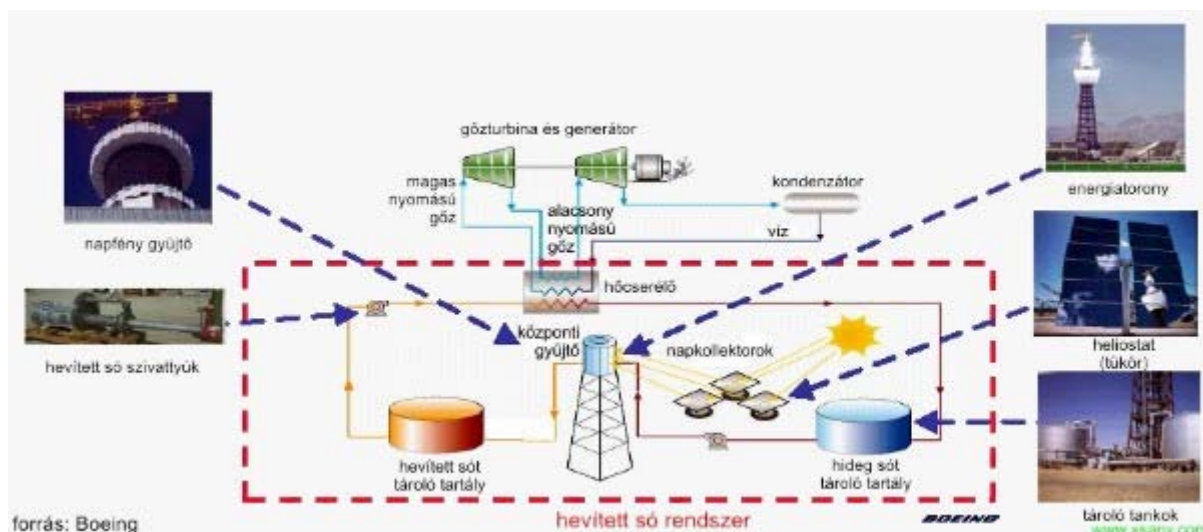 gőzturbina és generátor
magas
nyomású
gőz
alacsony
nyomású
gőz
kondenzátor
víz
energiatorony
napfény gyűjtő
hőcserélő
központi
gyűjtő
napkollektorok
heliostat
(tükör)
hevített só szivattyúk
hevített sót
tároló tartály
hideg sót
tároló tartály
tároló tankok
forrás: Boeing
hevített só rendszer
BOEING